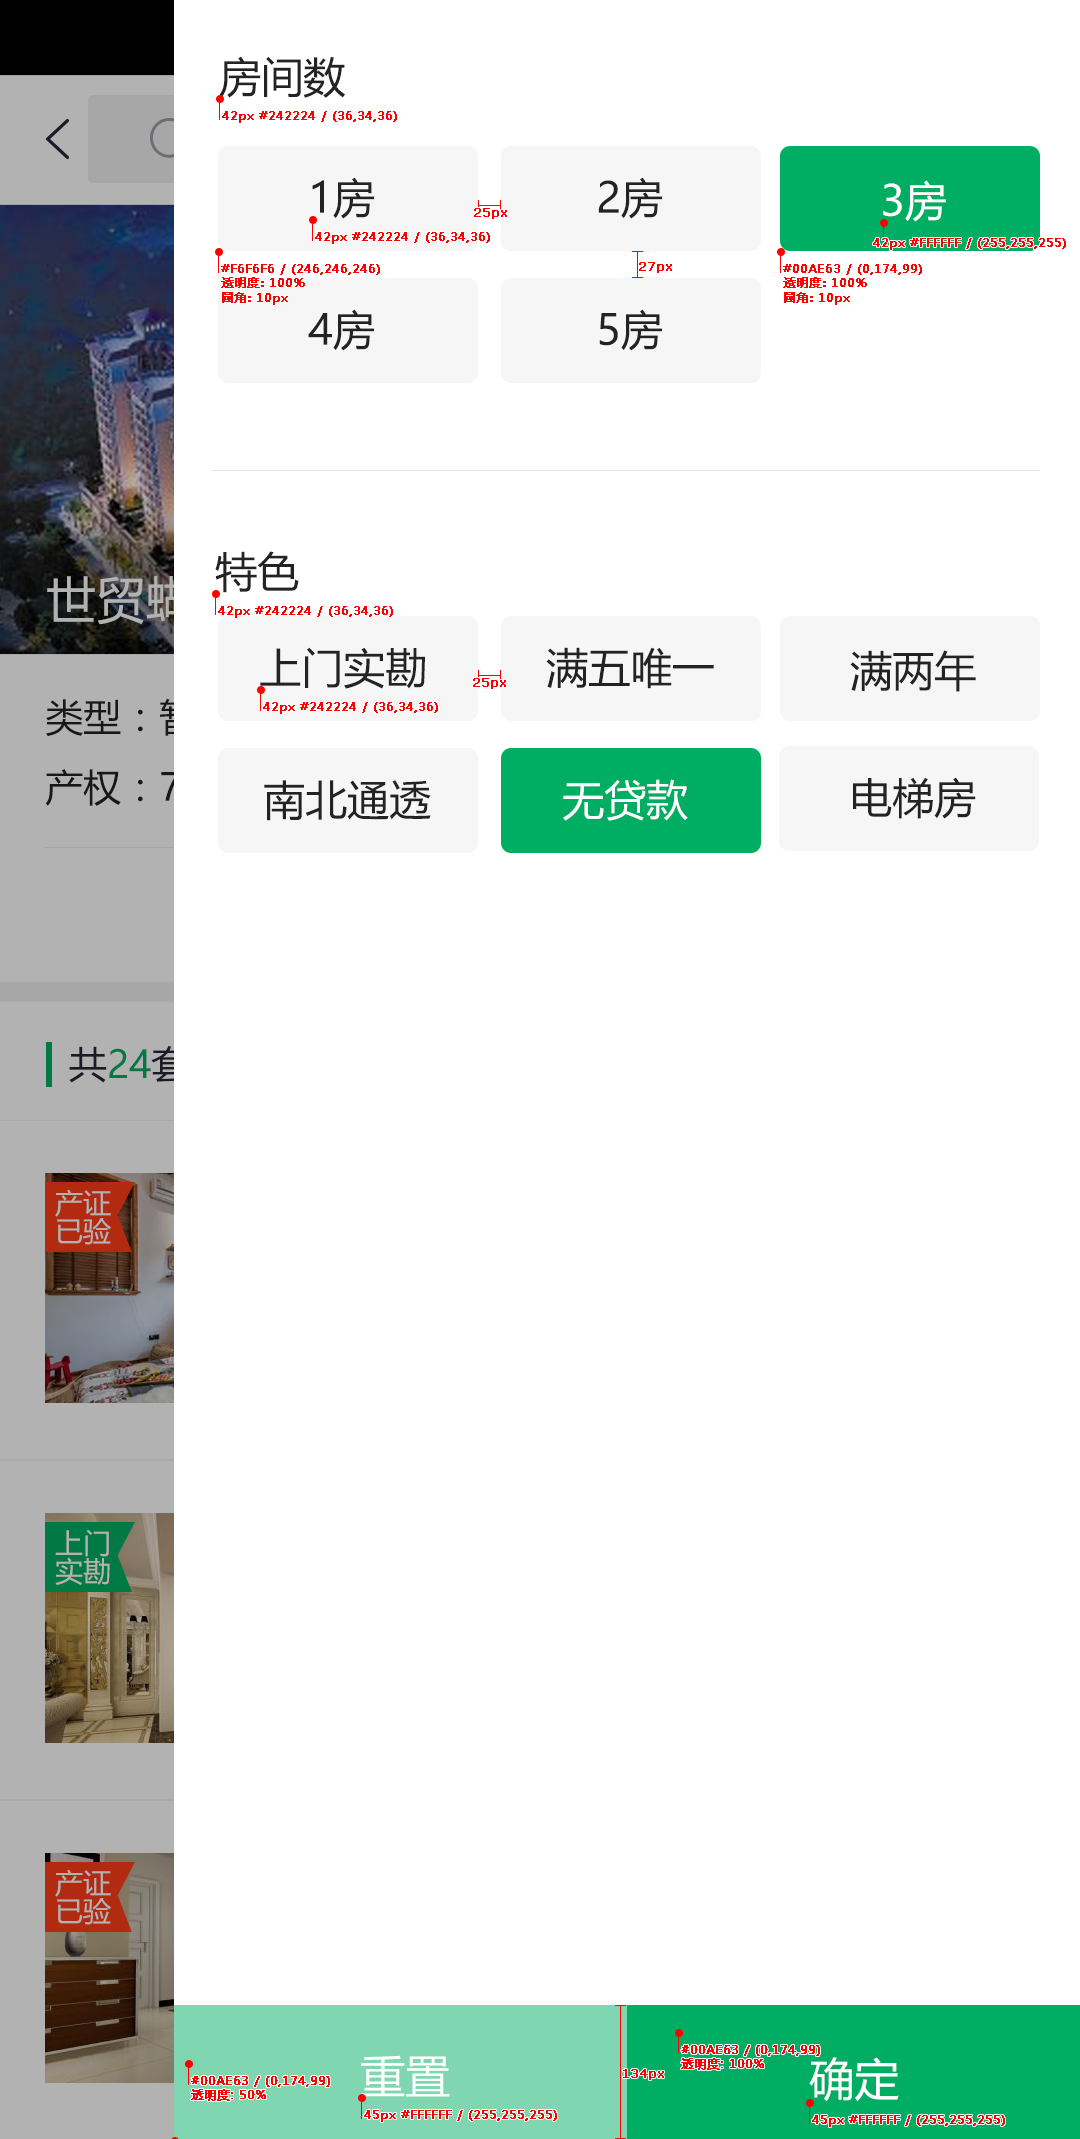 房间数
42px #242224 / (36,34,36)
1房
2房
3房
25px
42px #242224 / (36,34,36)
42px #FFFFFF / (255,255,255)
#F6F6F6 / (246,246,246)
透明度: 100%
圆角: 10px
27px
#00AE63 / (0,174,99)
透明度: 100%
圆角: 10px
4房
5房
特色
42px #242224 / (36,34,36)
世贸
上门实勘
满五唯一
满两年
25px
42px #242224 / (36,34,36)
类型：
产权：7
南北通透
无贷款
电梯房
共24套
产证
已验
上门
实勘
产证
已验
重置
#00AE63 / (0,174,99)
透明度: 50%
45px #FFFFFF / (255,255,255)
134px
#00AE63 / (0,174,99)
透明度: 100%
确定
45px #FFFFFF / (255,255,255)